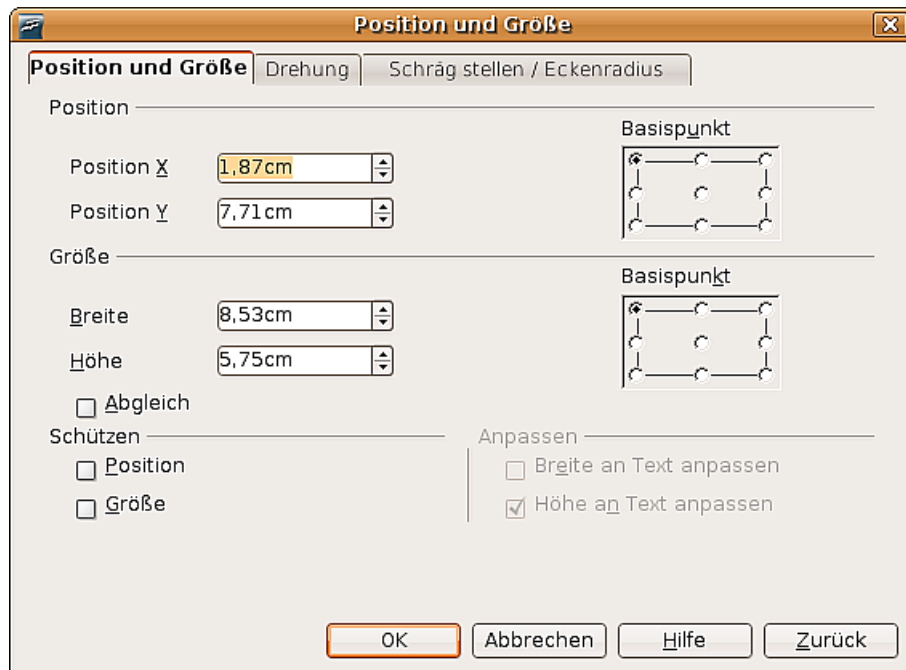 Position und Größe
Position und Größe Drehung Schräg stellen / Eckenradius
Position
Basispunkt
Position X 1,87cm
Position Y 7,71cm
Größe
Basispunkt
Breite 8,53cm
Höhe 5,75cm
Abgleich
Schützen Anpassen
Position Breite an Text anpassen
Größe Höhe an Text anpassen
OK Abbrechen Hilfe Zurück